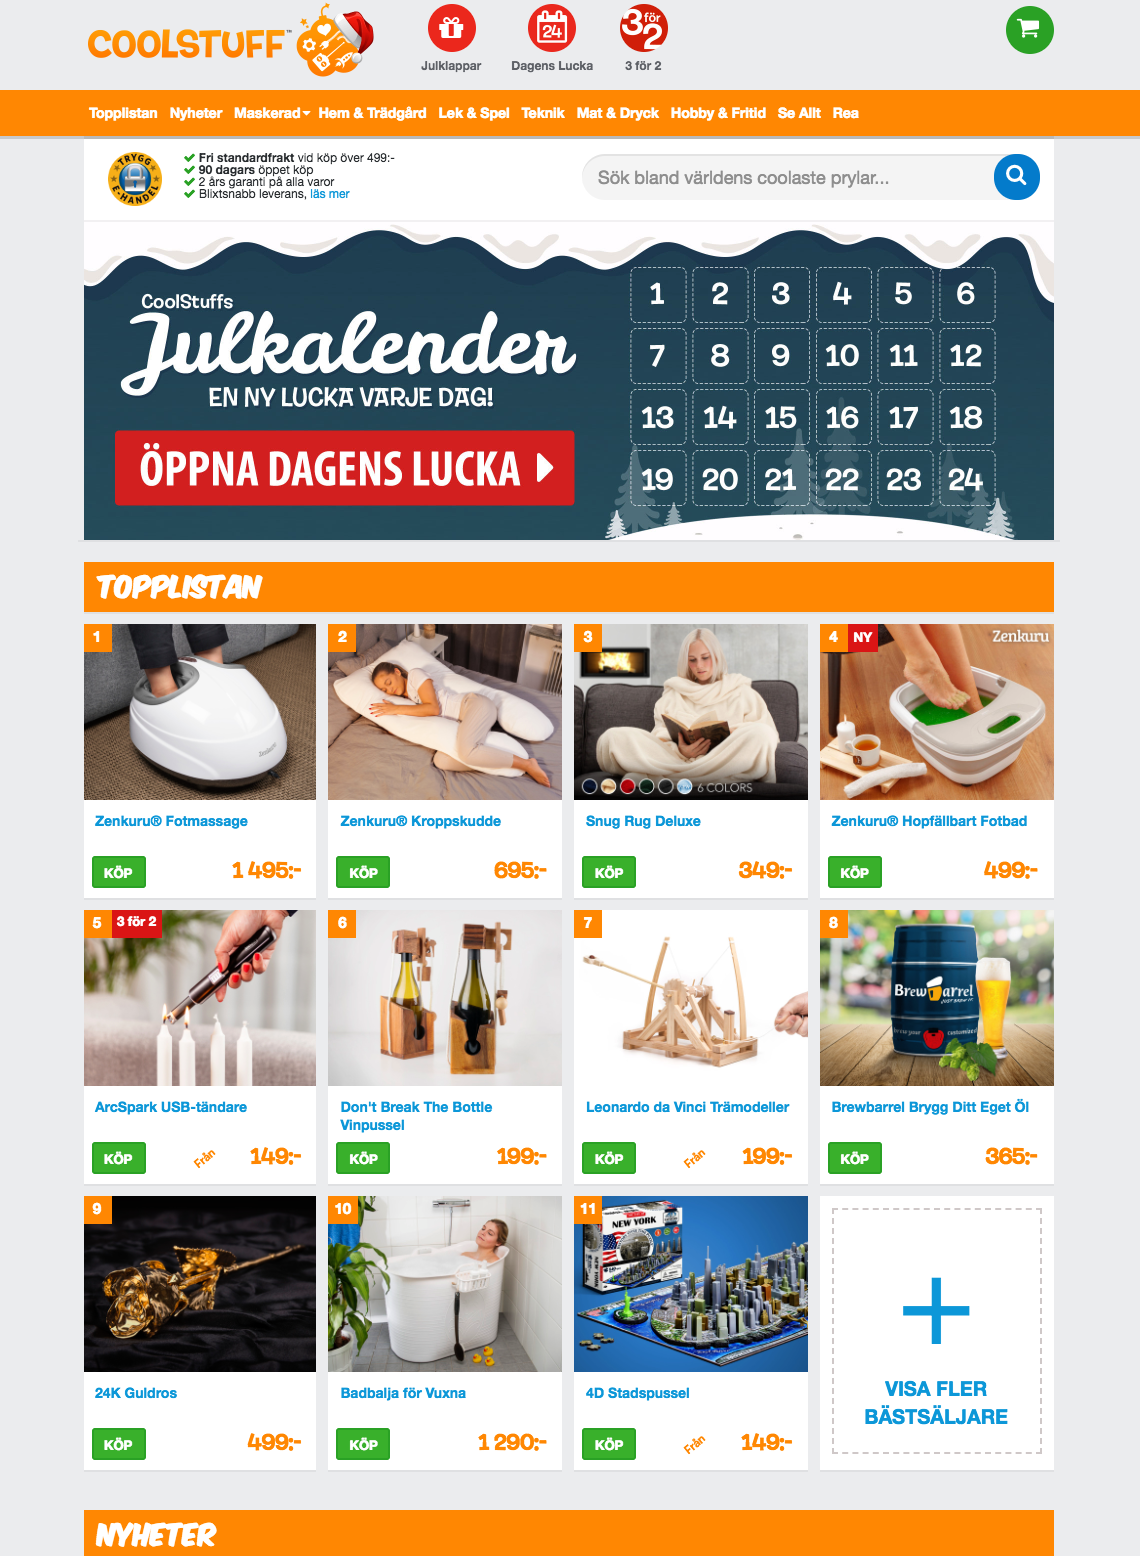 COOLSTUFF™
24
3 för 2
Julklappar
Dagens Lucka
3 för 2
Topplistan Nyheter Maskerad Hem & Trädgård Lek & Spel Teknik Mat & Dryck Hobby & Fritid Se Allt Rea
TRYGG
E-HANDEL
Fri standardfrakt vid köp över 499:-
90 dagars öppet köp
2 års garanti på alla varor
Blixtsnabb leverans, läs mer
Sök bland världens coolaste prylar...
CoolStuffs
Julkalender
EN NY LUCKA VARJE DAG!
ÖPPNA DAGENS LUCKA
1 2 3 4 5 6
7 8 9 10 11 12
13 14 15 16 17 18
19 20 21 22 23 24
TOPPLISTAN
1
Zenkuru
Zenkuru® Fotmassage
KÖP 1 495:-
2
Zenkuru® Kroppskudde
KÖP 695:-
3
6 COLORS
Snug Rug Deluxe
KÖP 349:-
4 NY
Zenkuru
Zenkuru® Hopfällbart Fotbad
KÖP 499:-
5 3 för 2
ArcSpark USB-tändare
KÖP Från 149:-
6
Don't Break The Bottle
Vinpussel
KÖP 199:-
7
Leonardo da Vinci Trämodeller
KÖP Från 199:-
8
Brewbarrel
JUST BREW IT.
Brewbarrel Brygg Ditt Eget Öl
KÖP 365:-
9
24K Guldros
KÖP 499:-
10
Badbalja för Vuxna
KÖP 1 290:-
11
NEW YORK
4D Stadspussel
KÖP Från 149:-
VISA FLER
BÄSTSÄLJARE
NYHETER